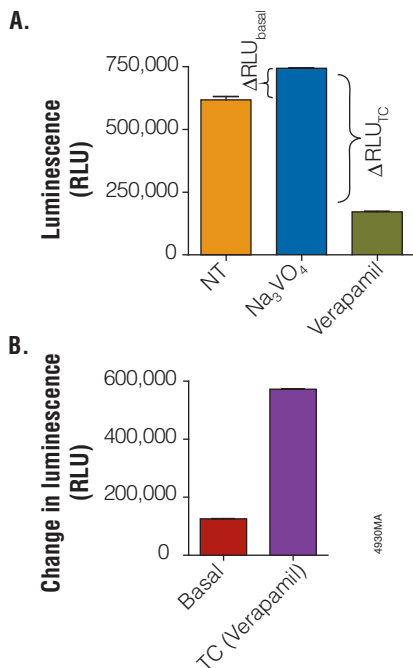 A.
Luminescence
(RLU)
750,000
500,000
250,000
0
ΔRLUbasal
ΔRLUTC
NT
Na3VO4
Verapamil
B.
Change in luminescence
(RLU)
600,000
400,000
200,000
0
Basal
TC (Verapamil)
4930MA